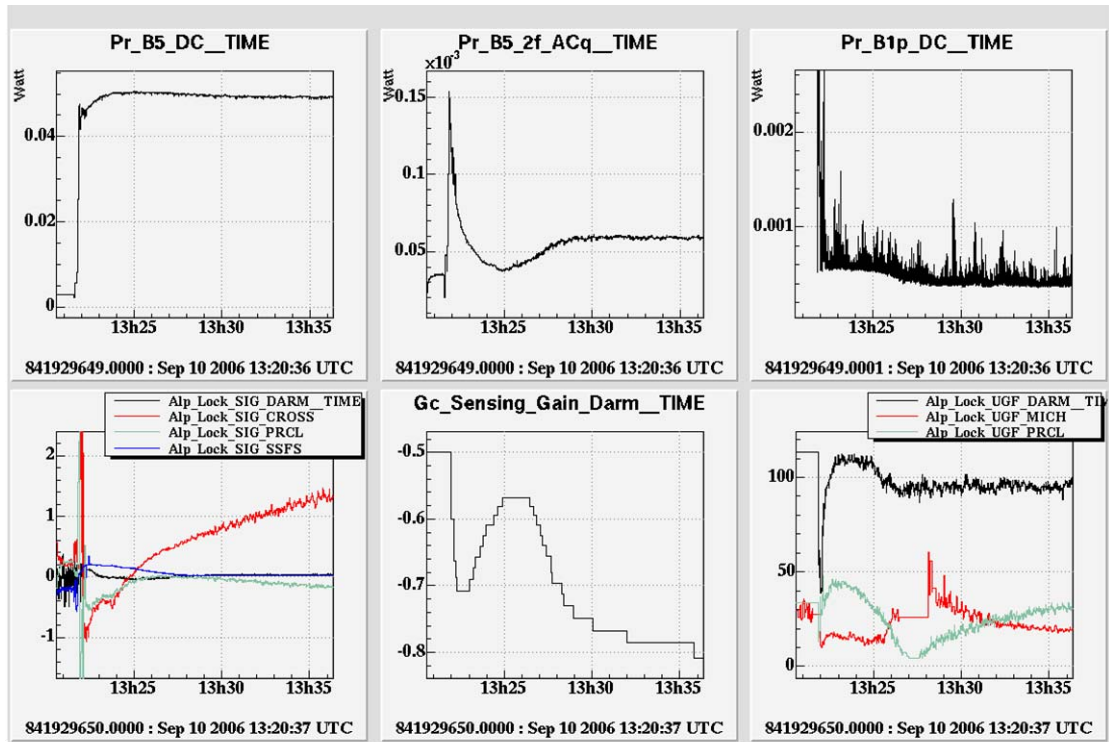 Pr_B5_DC__TIME
Watt
0.04
0.02
0
13h25 13h30 13h35
841929649.0000 : Sep 10 2006 13:20:36 UTC
Pr_B5_2f_ACq__TIME
×10⁻³
Watt
0.15
0.1
0.05
13h25 13h30 13h35
841929649.0000 : Sep 10 2006 13:20:36 UTC
Pr_B1p_DC__TIME
Watt
0.002
0.001
13h25 13h30 13h35
841929649.0001 : Sep 10 2006 13:20:36 UTC
Alp_Lock_SIG_DARM__TIME
Alp_Lock_SIG_CROSS
Alp_Lock_SIG_PRCL
Alp_Lock_SIG_SSFS
2
1
0
-1
13h25 13h30 13h35
841929650.0000 : Sep 10 2006 13:20:37 UTC
Gc_Sensing_Gain_Darm__TIME
-0.5
-0.6
-0.7
-0.8
13h25 13h30 13h35
841929650.0000 : Sep 10 2006 13:20:37 UTC
Alp_Lock_UGF_DARM__TI
Alp_Lock_UGF_MICH
Alp_Lock_UGF_PRCL
100
50
0
13h25 13h30 13h35
841929650.0000 : Sep 10 2006 13:20:37 UTC